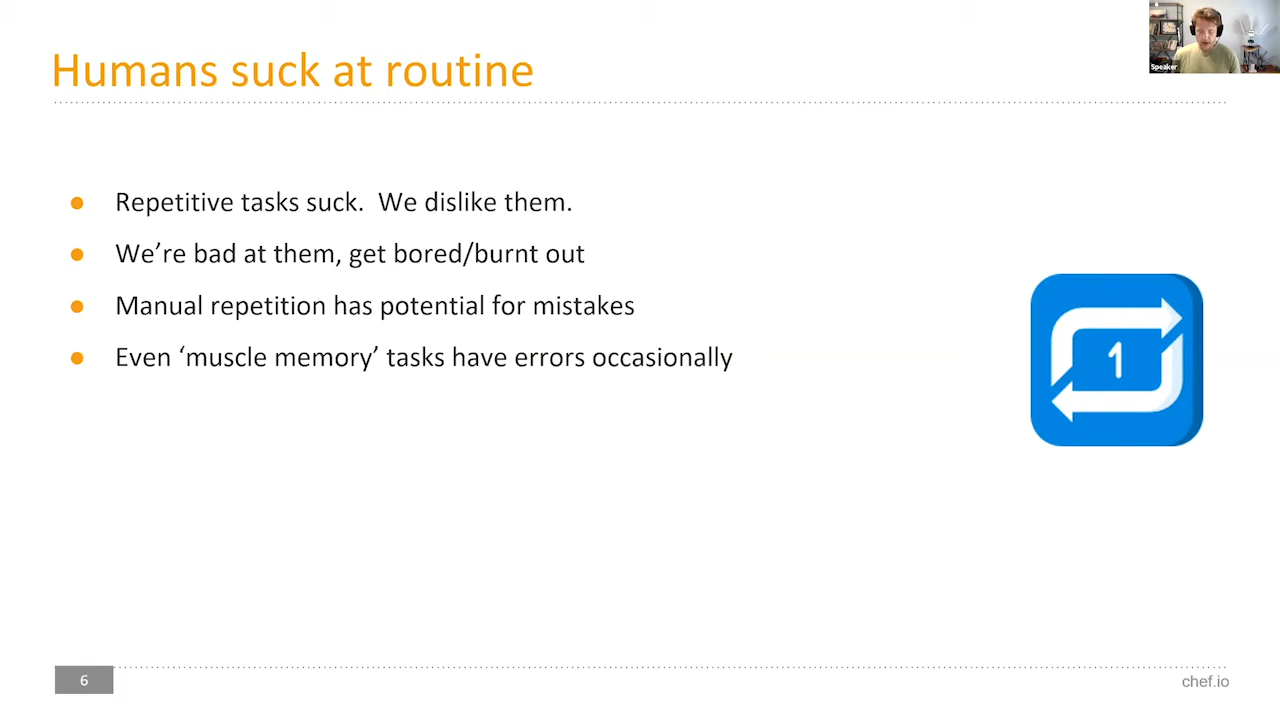 Humans suck at routine
Speaker
● Repetitive tasks suck.  We dislike them.
● We’re bad at them, get bored/burnt out
● Manual repetition has potential for mistakes
● Even ‘muscle memory’ tasks have errors occasionally
1
6
chef.io